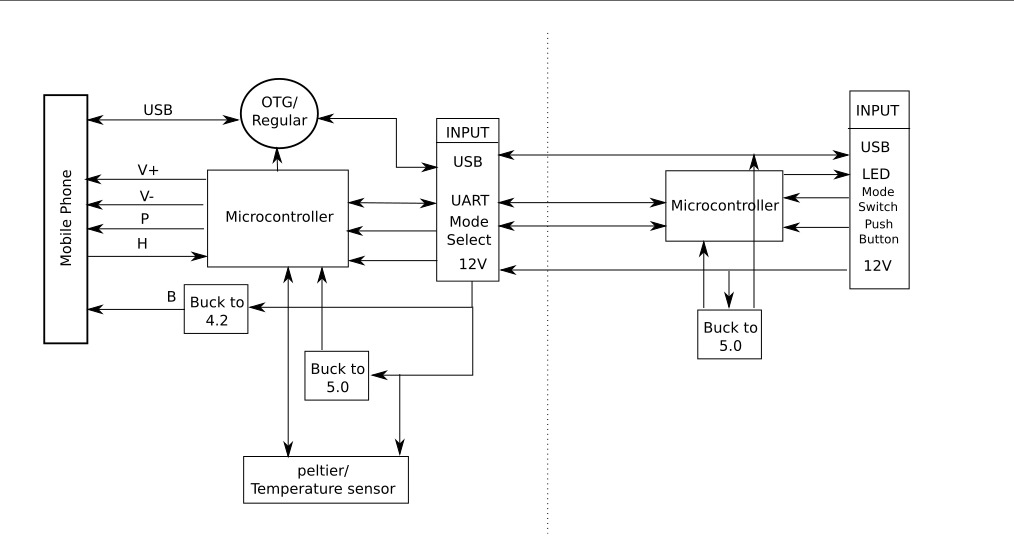 USB
OTG/
Regular
V+
V-
P
H
B
Mobile Phone
Microcontroller
Buck to
4.2
Buck to
5.0
peltier/
Temperature sensor
INPUT
USB
UART
Mode
Select
12V
Microcontroller
Buck to
5.0
INPUT
USB
LED
Mode
Switch
Push
Button
12V